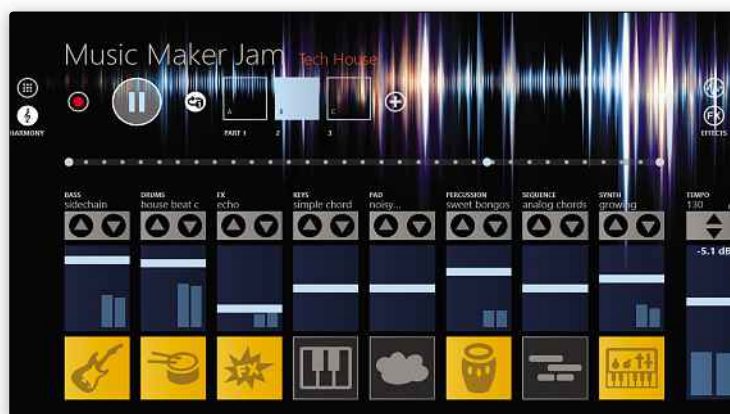 Music Maker Jam Tech House
A B C
FX
HARMONY PART 1 2 3 EFFECTS
BASS DRUMS FX KEYS PAD PERCUSSION SEQUENCE SYNTH TEMPO
sidechain house beat c echo simple chord noisy... sweet bongos analog chords growing 130
-5.1 dB
FX